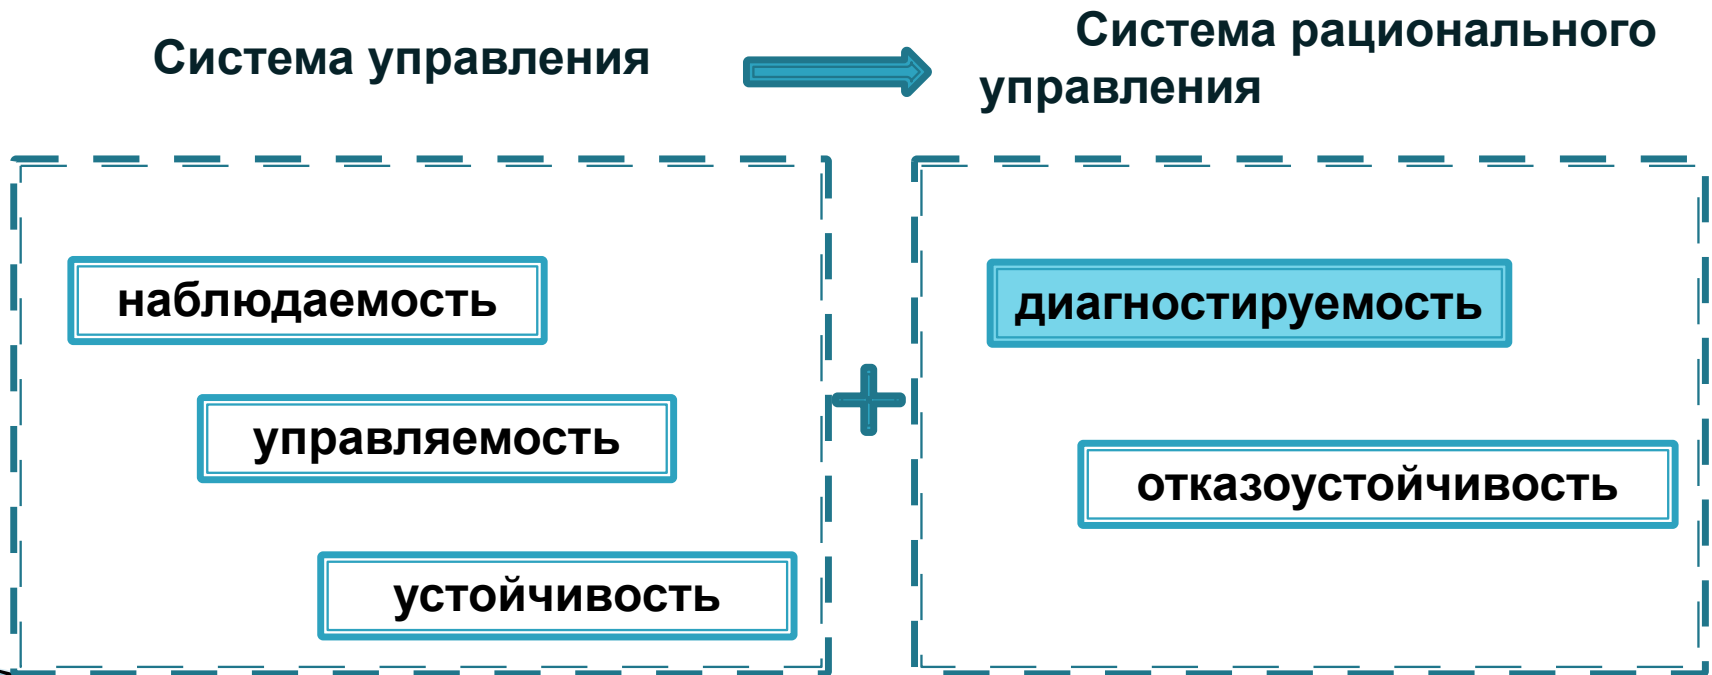 Система управления
Система рационального
управления
наблюдаемость
управляемость
устойчивость
диагностируемость
отказоустойчивость